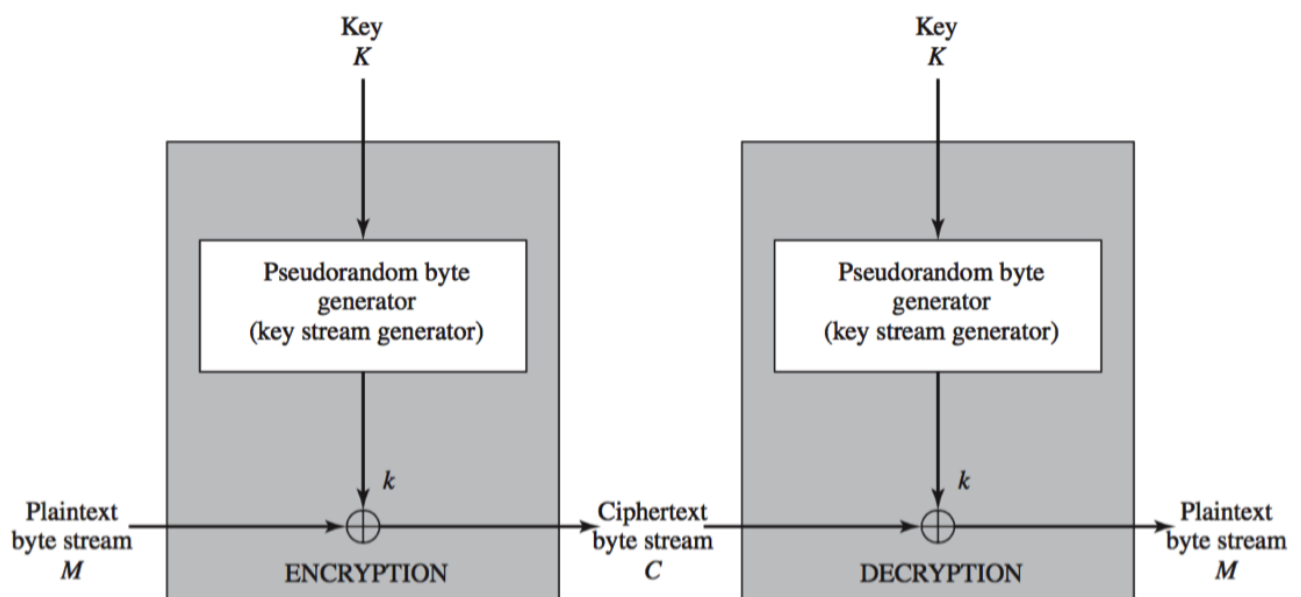 Key
K
Key
K
Pseudorandom byte
generator
(key stream generator)
Pseudorandom byte
generator
(key stream generator)
k
k
Plaintext
byte stream
M
ENCRYPTION
Ciphertext
byte stream
C
DECRYPTION
Plaintext
byte stream
M